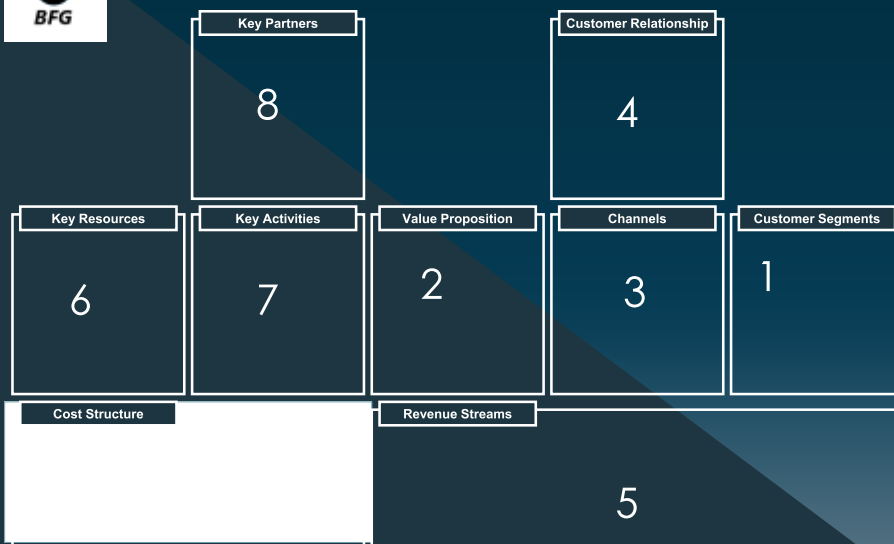 BFG
Key Partners
Customer Relationship
8
4
Key Resources
Key Activities
Value Proposition
Channels
Customer Segments
6
7
2
3
1
Cost Structure
Revenue Streams
5